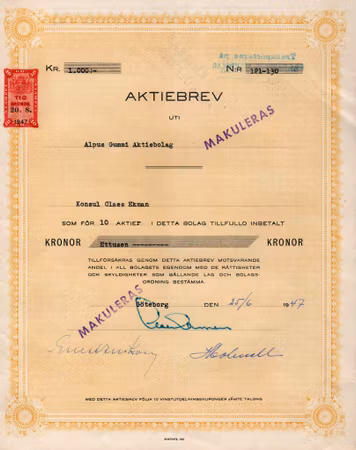 KR. 1.000:- N:R 121-130
AKTIEBREV
UTI
MAKULERAS
TIO
20. 8.
1947
Alpus Gummi Aktiebolag
Konsul Claes Ekman
SOM FÖR 10 AKTIER I DETTA BOLAG TILLFULLO INBETALT
KRONOR Ettusen ---------- KRONOR
TILLFÖRSÄKRAS GENOM DETTA AKTIEBREV MOTSVARANDE
ANDEL I ALL BOLAGETS EGENDOM MED DE RÄTTIGHETER
OCH SKYLDIGHETER SOM GÄLLANDE LAG OCH BOLAGS-
ORDNING BESTÄMMA
MAKULERAS
Göteborg DEN 25/6 1947
MED DETTA AKTIEBREV FÖLJA 10 VINSTUTDELNINGSKUPONGER JÄMTE TALONG